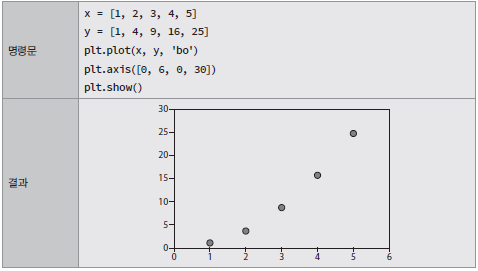 명령문
x = [1, 2, 3, 4, 5]
y = [1, 4, 9, 16, 25]
plt.plot(x, y, 'bo')
plt.axis([0, 6, 0, 30])
plt.show()
결과
30
25
20
15
10
5
0
0 1 2 3 4 5 6